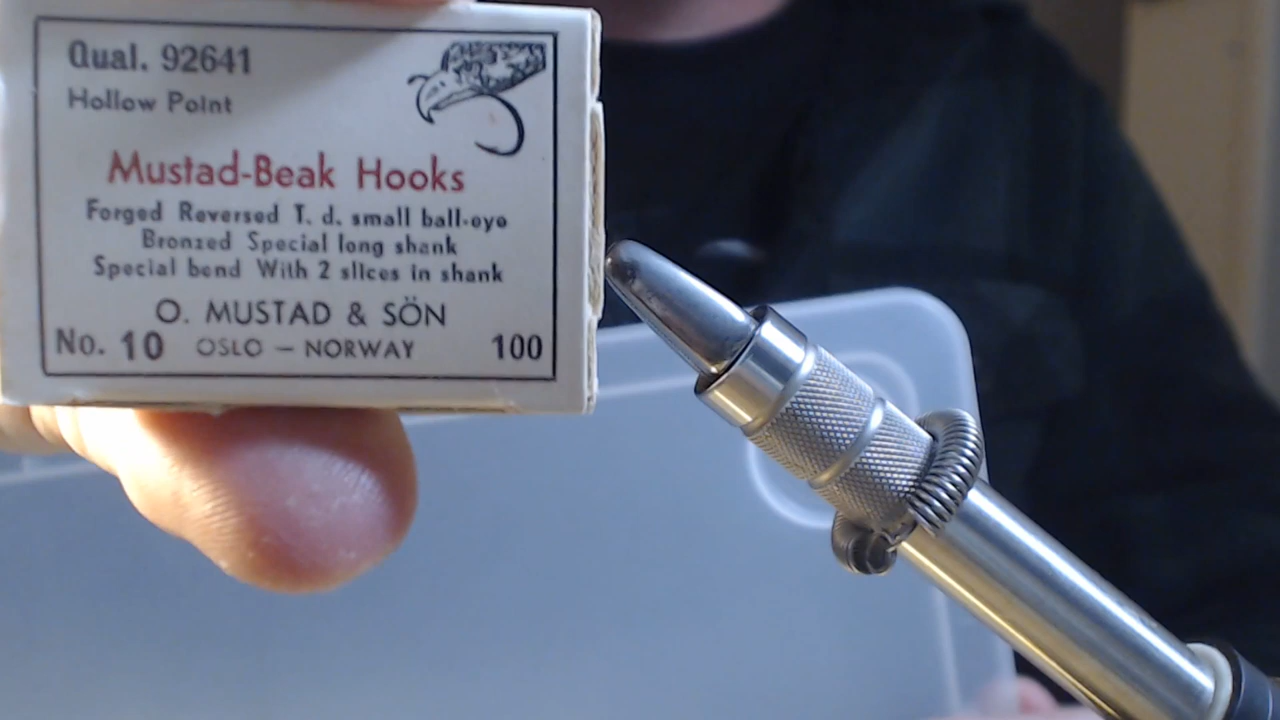 Qual. 92641
Hollow Point
Mustad-Beak Hooks
Forged Reversed T. d. small ball-eye
Bronzed Special long shank
Special bend With 2 slices in shank
O. MUSTAD & SÖN
No. 10 OSLO – NORWAY 100